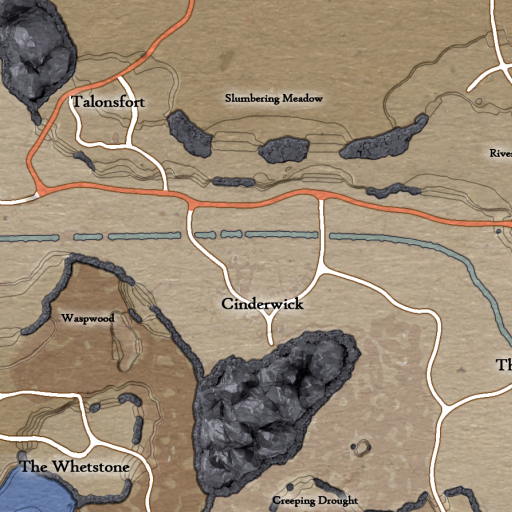 Slumbering Meadow
Talonsfort
Cinderwick
Waspwood
The Whetstone
Creeping Drought